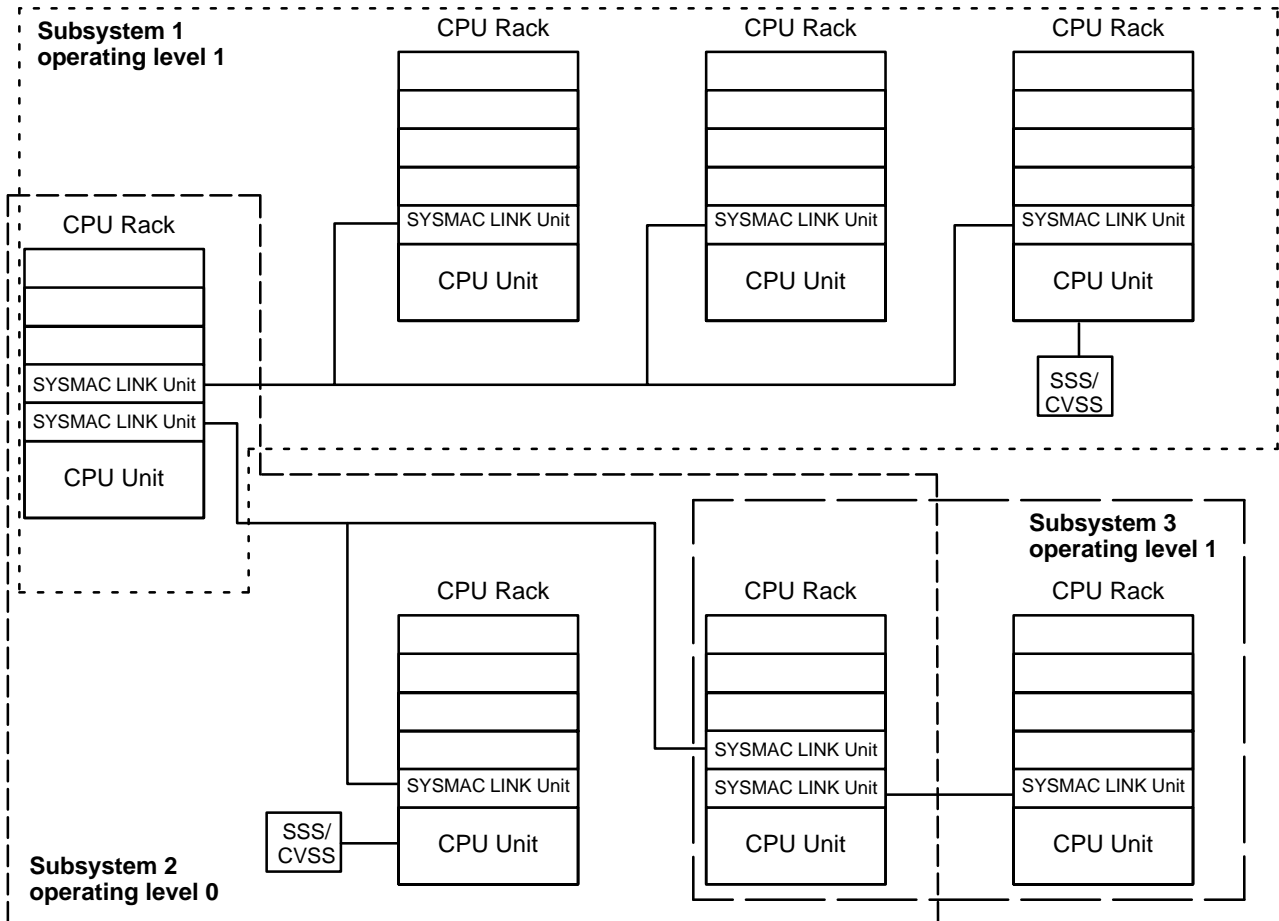 Subsystem 1
operating level 1
CPU Rack
CPU Rack
CPU Rack
SYSMAC LINK Unit
CPU Unit
SYSMAC LINK Unit
CPU Unit
SYSMAC LINK Unit
CPU Unit
SSS/
CVSS
CPU Rack
SYSMAC LINK Unit
SYSMAC LINK Unit
CPU Unit
Subsystem 3
operating level 1
CPU Rack
CPU Rack
CPU Rack
SYSMAC LINK Unit
CPU Unit
SYSMAC LINK Unit
SYSMAC LINK Unit
CPU Unit
SYSMAC LINK Unit
CPU Unit
SSS/
CVSS
Subsystem 2
operating level 0